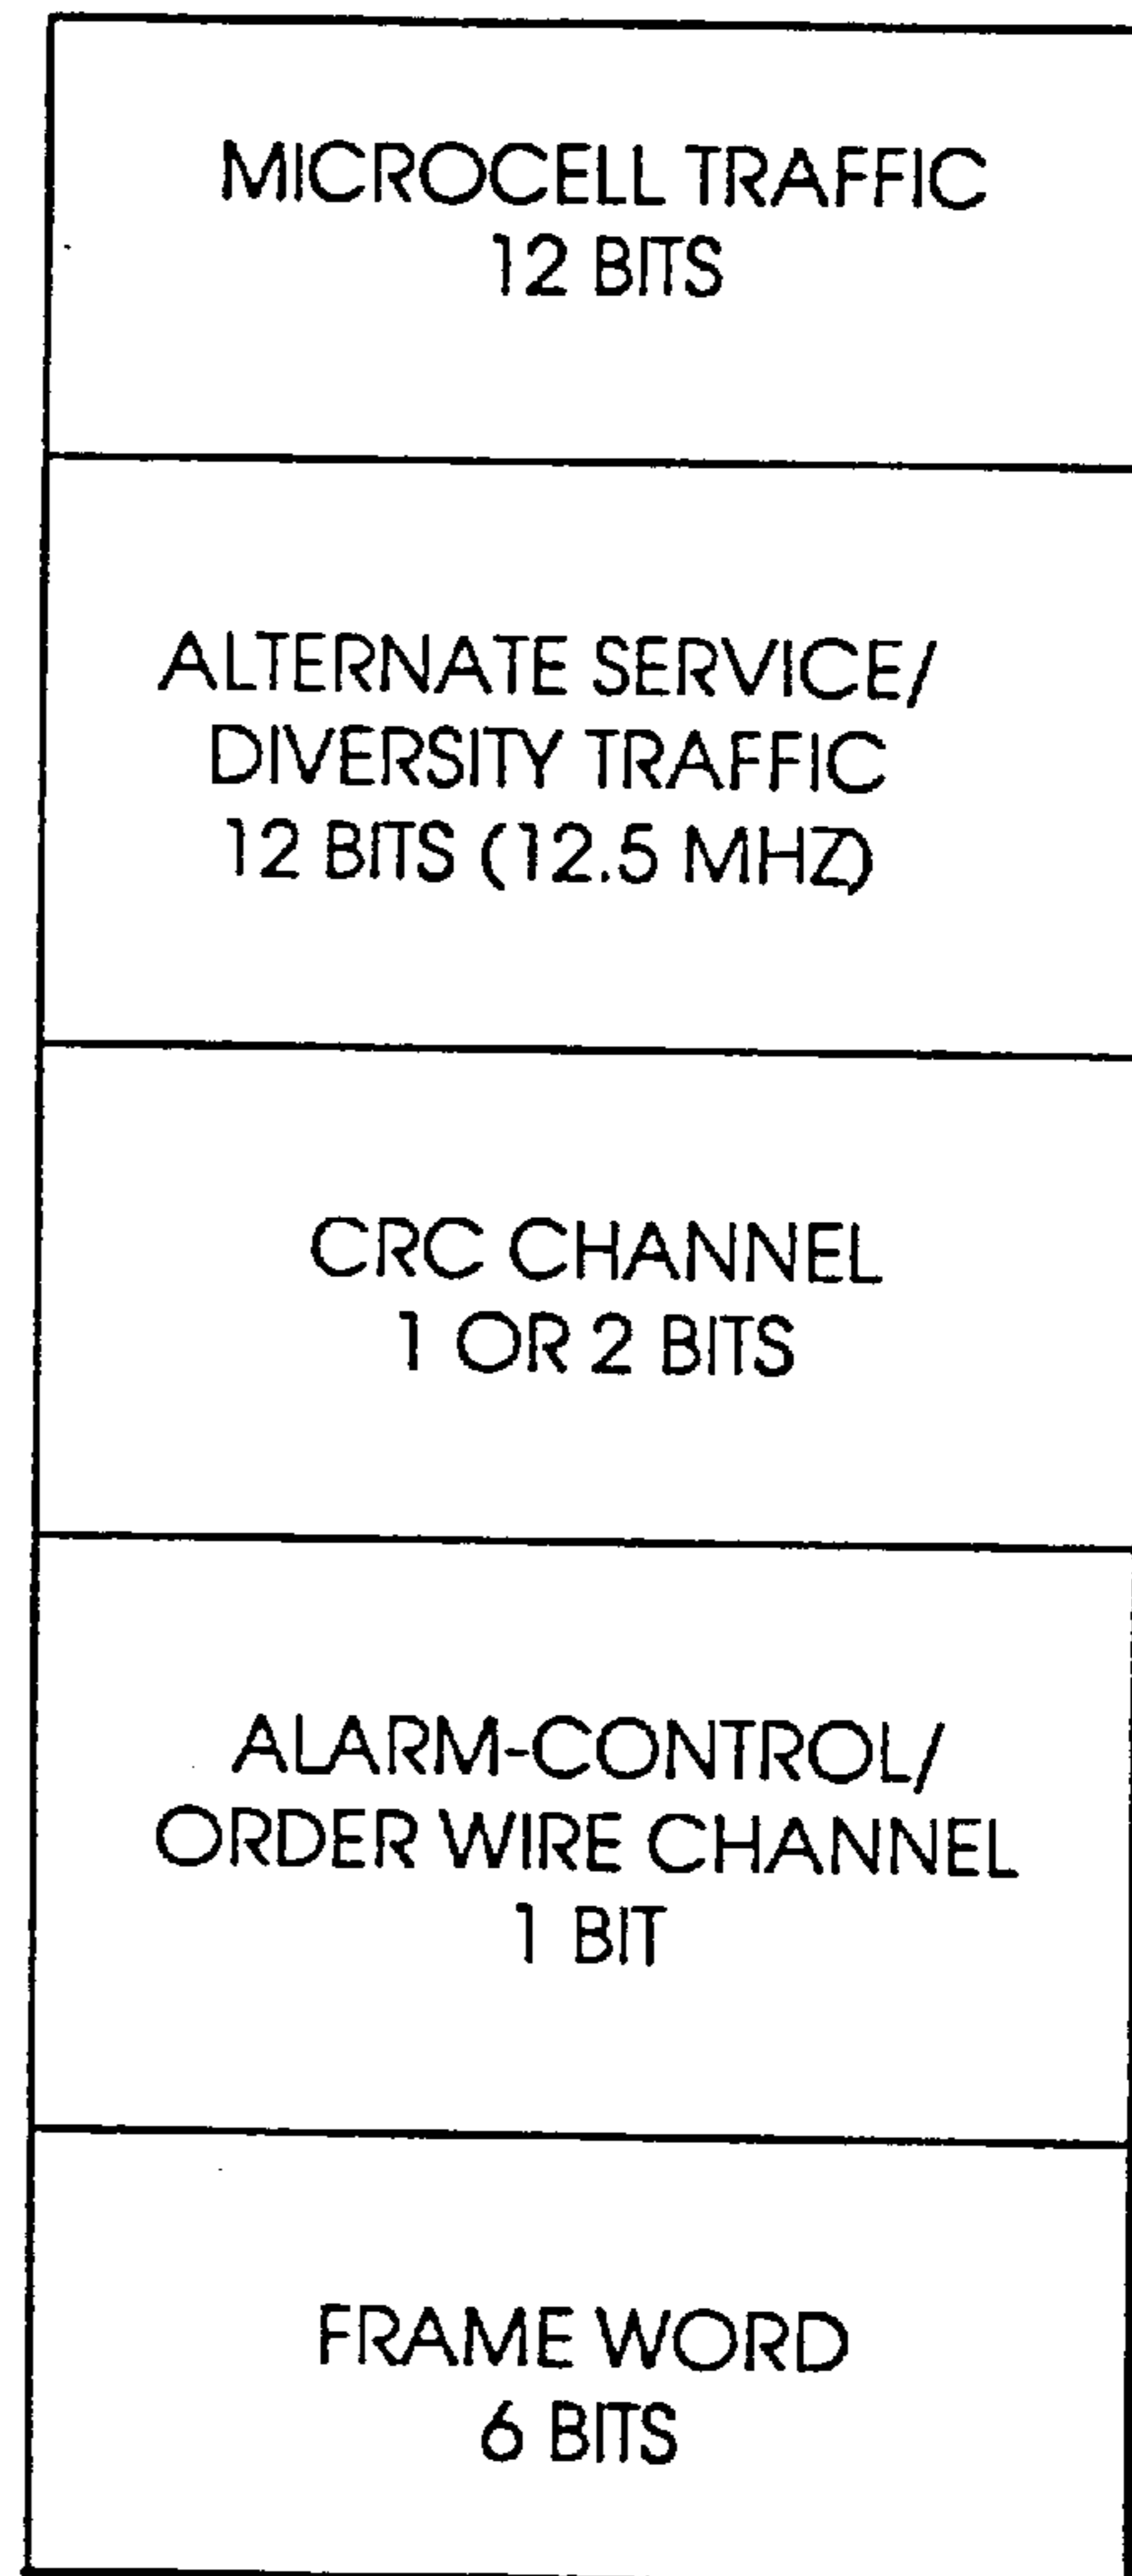 MICROCELL TRAFFIC
12 BITS
ALTERNATE SERVICE/
DIVERSITY TRAFFIC
12 BITS (12.5 MHZ)
CRC CHANNEL
1 OR 2 BITS
ALARM-CONTROL/
ORDER WIRE CHANNEL
1 BIT
FRAME WORD
6 BITS